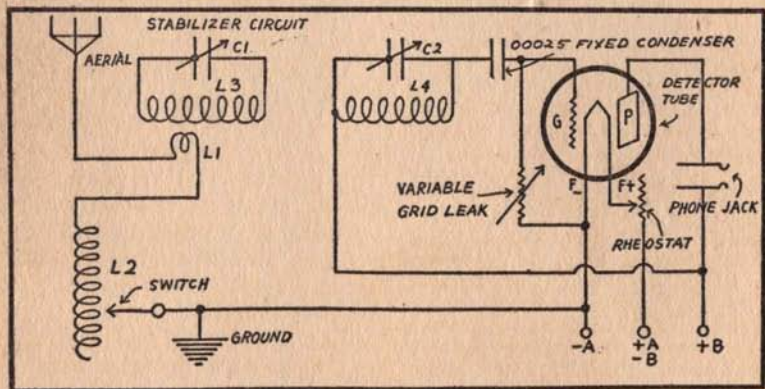 STABILIZER CIRCUIT
AERIAL
C1
L3
L1
L2
SWITCH
GROUND
C2
L4
00025 FIXED CONDENSER
DETECTOR
TUBE
G
P
F-
F+
VARIABLE
GRID LEAK
PHONE JACK
RHEOSTAT
-A
+A
-B
+B